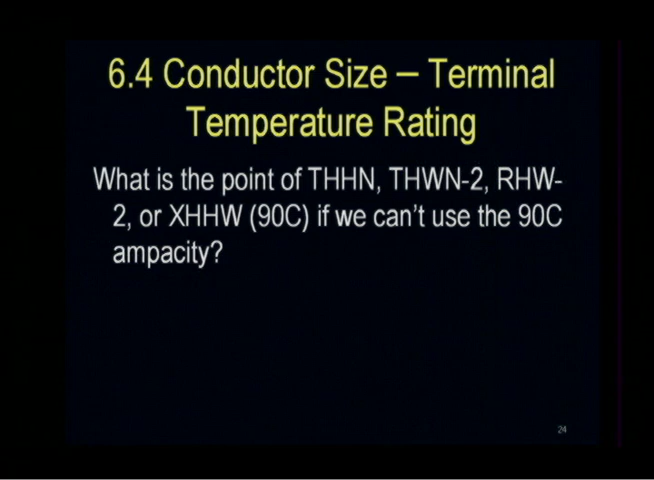 6.4 Conductor Size – Terminal
Temperature Rating
What is the point of THHN, THWN-2, RHW-
2, or XHHW (90C) if we can't use the 90C
ampacity?
24